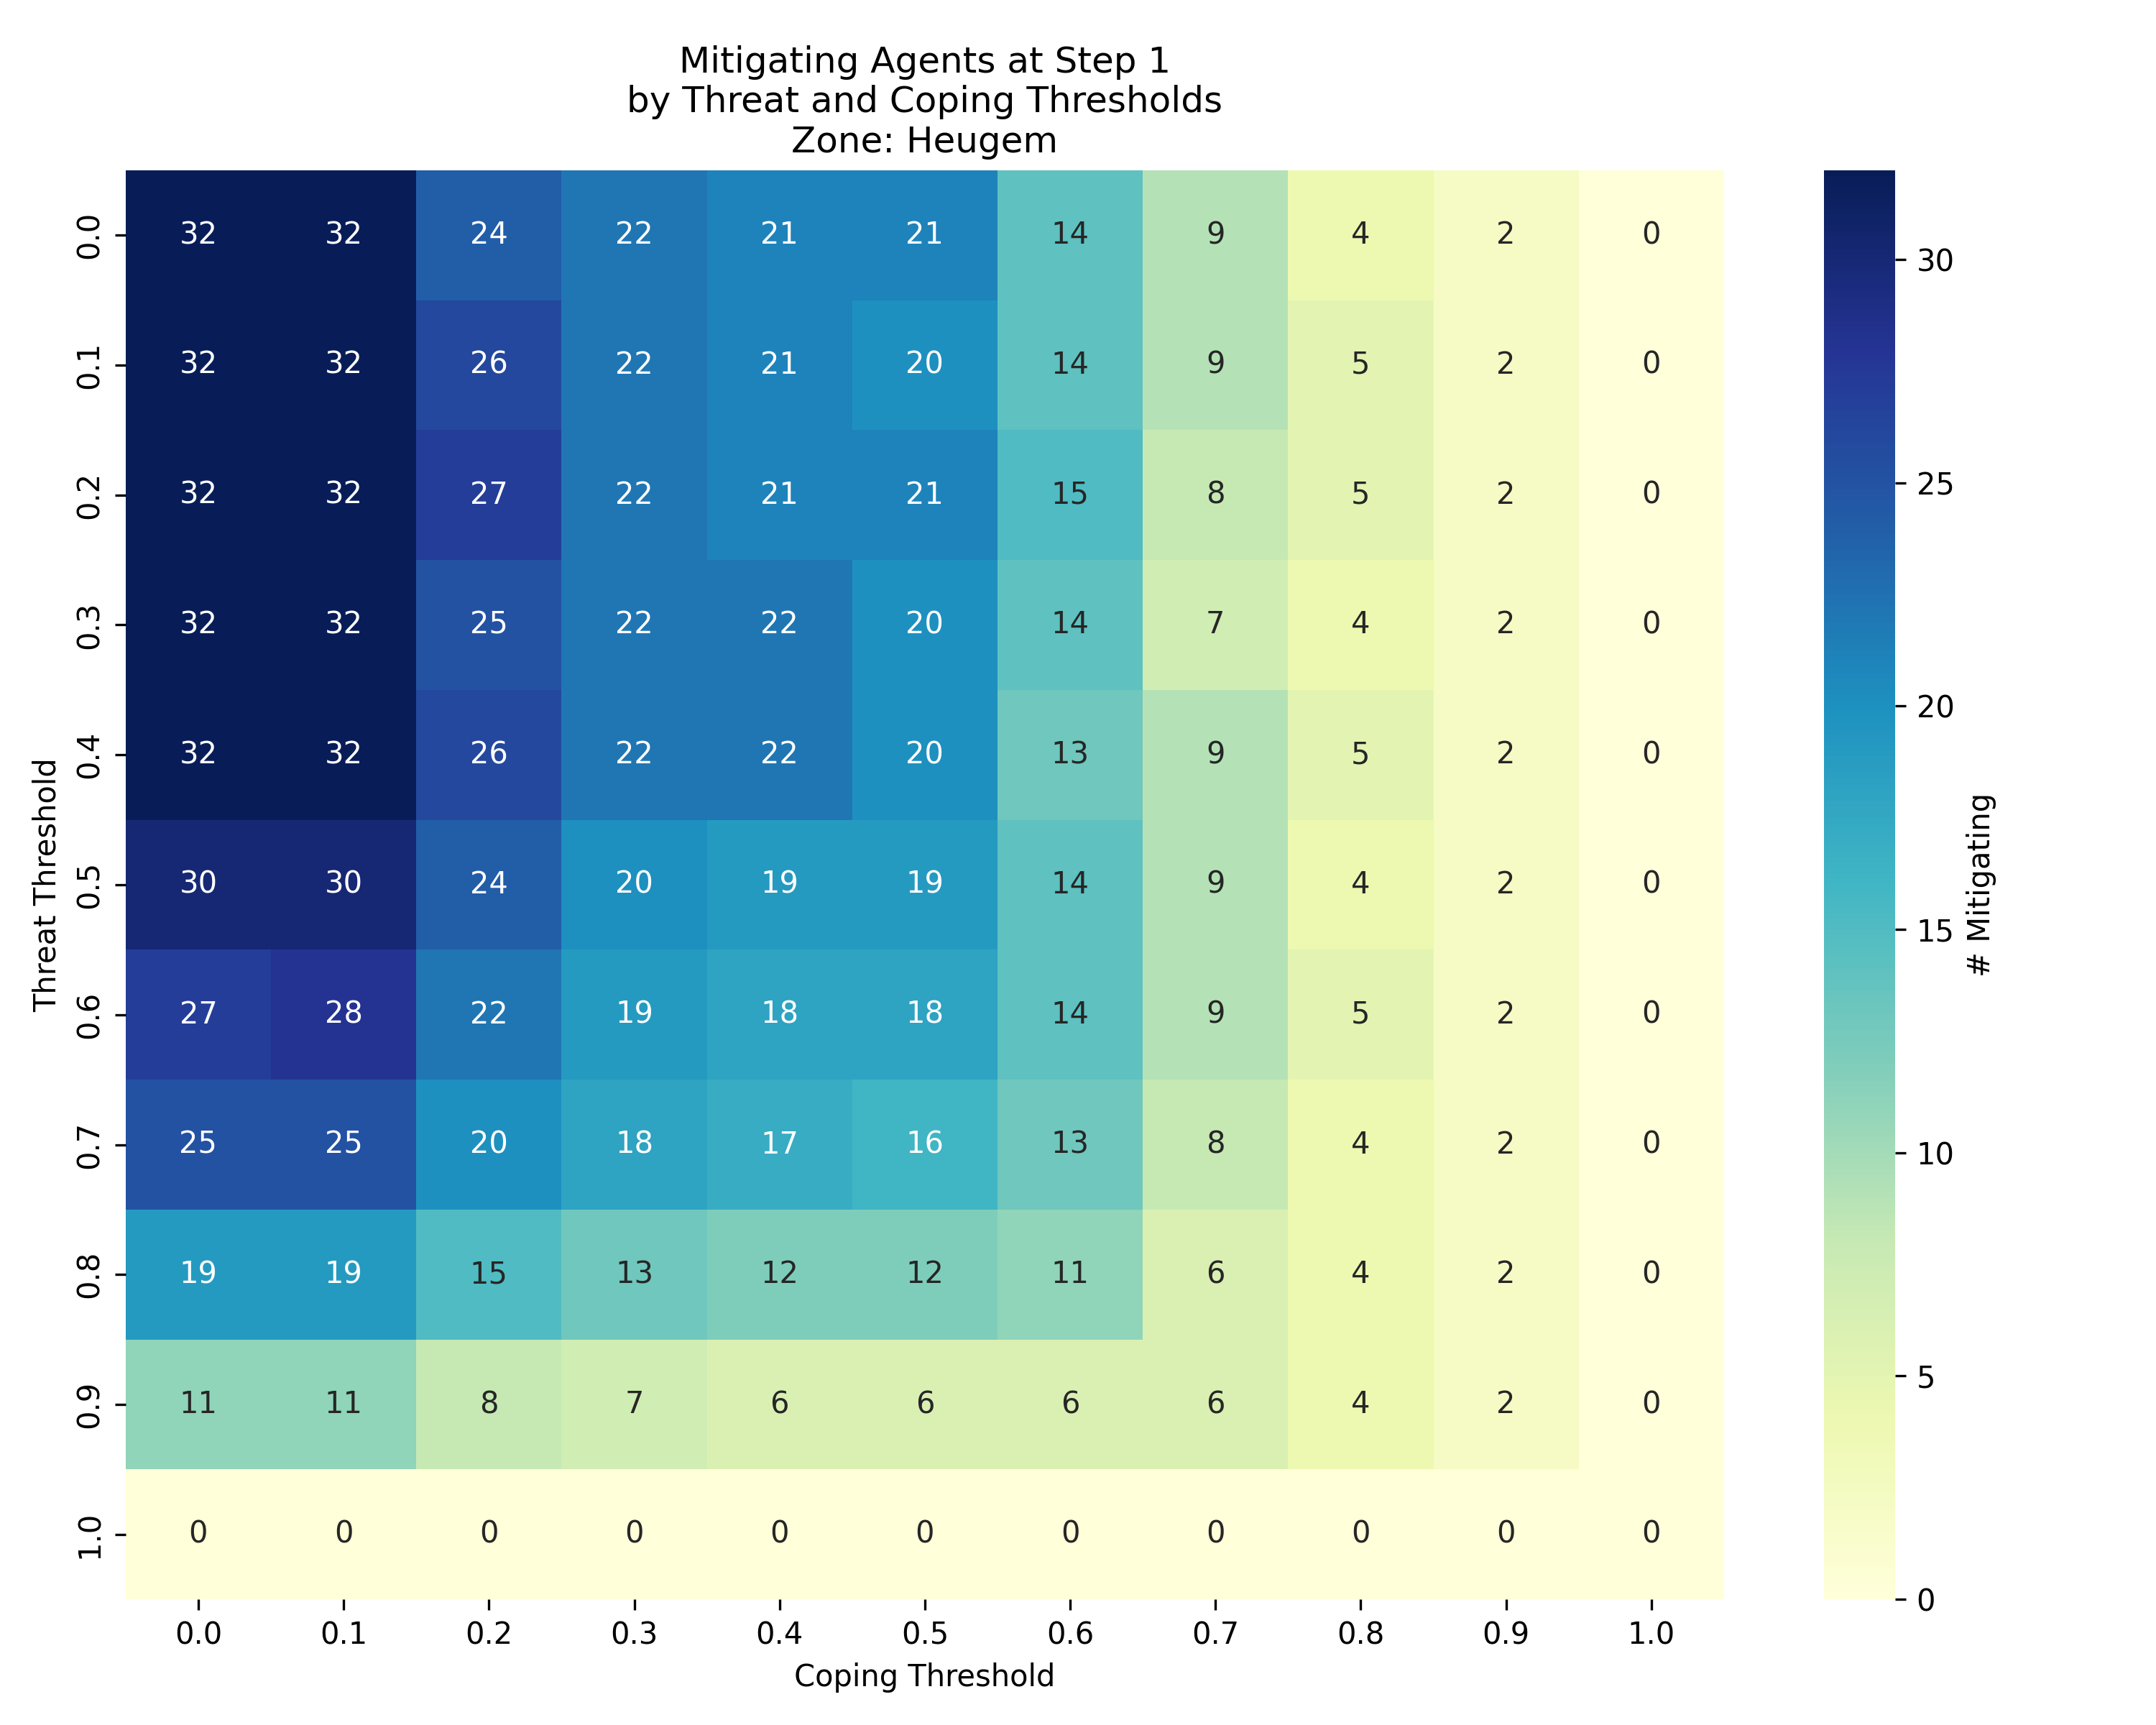 Mitigating Agents at Step 1
by Threat and Coping Thresholds
Zone: Heugem
Threat Threshold
0.0 32 32 24 22 21 21 14 9 4 2 0
0.1 32 32 26 22 21 20 14 9 5 2 0
0.2 32 32 27 22 21 21 15 8 5 2 0
0.3 32 32 25 22 22 20 14 7 4 2 0
0.4 32 32 26 22 22 20 13 9 5 2 0
0.5 30 30 24 20 19 19 14 9 4 2 0
0.6 27 28 22 19 18 18 14 9 5 2 0
0.7 25 25 20 18 17 16 13 8 4 2 0
0.8 19 19 15 13 12 12 11 6 4 2 0
0.9 11 11 8 7 6 6 6 6 4 2 0
1.0 0 0 0 0 0 0 0 0 0 0 0
0.0 0.1 0.2 0.3 0.4 0.5 0.6 0.7 0.8 0.9 1.0
Coping Threshold
30
25
20
15
10
5
0
# Mitigating